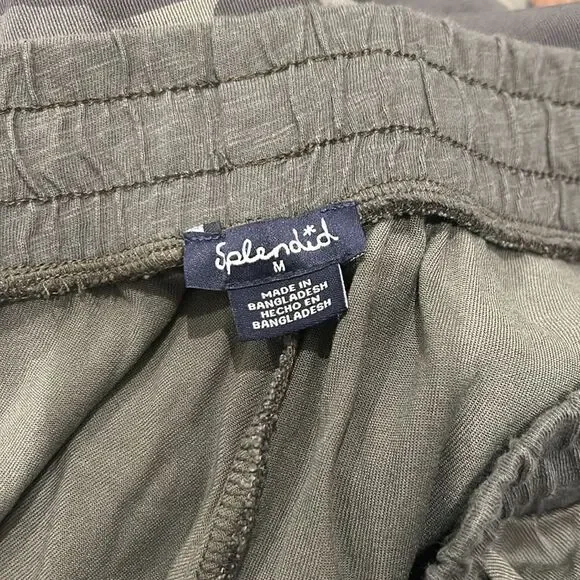 Splendid
M
MADE IN
BANGLADESH
HECHO EN
BANGLADESH